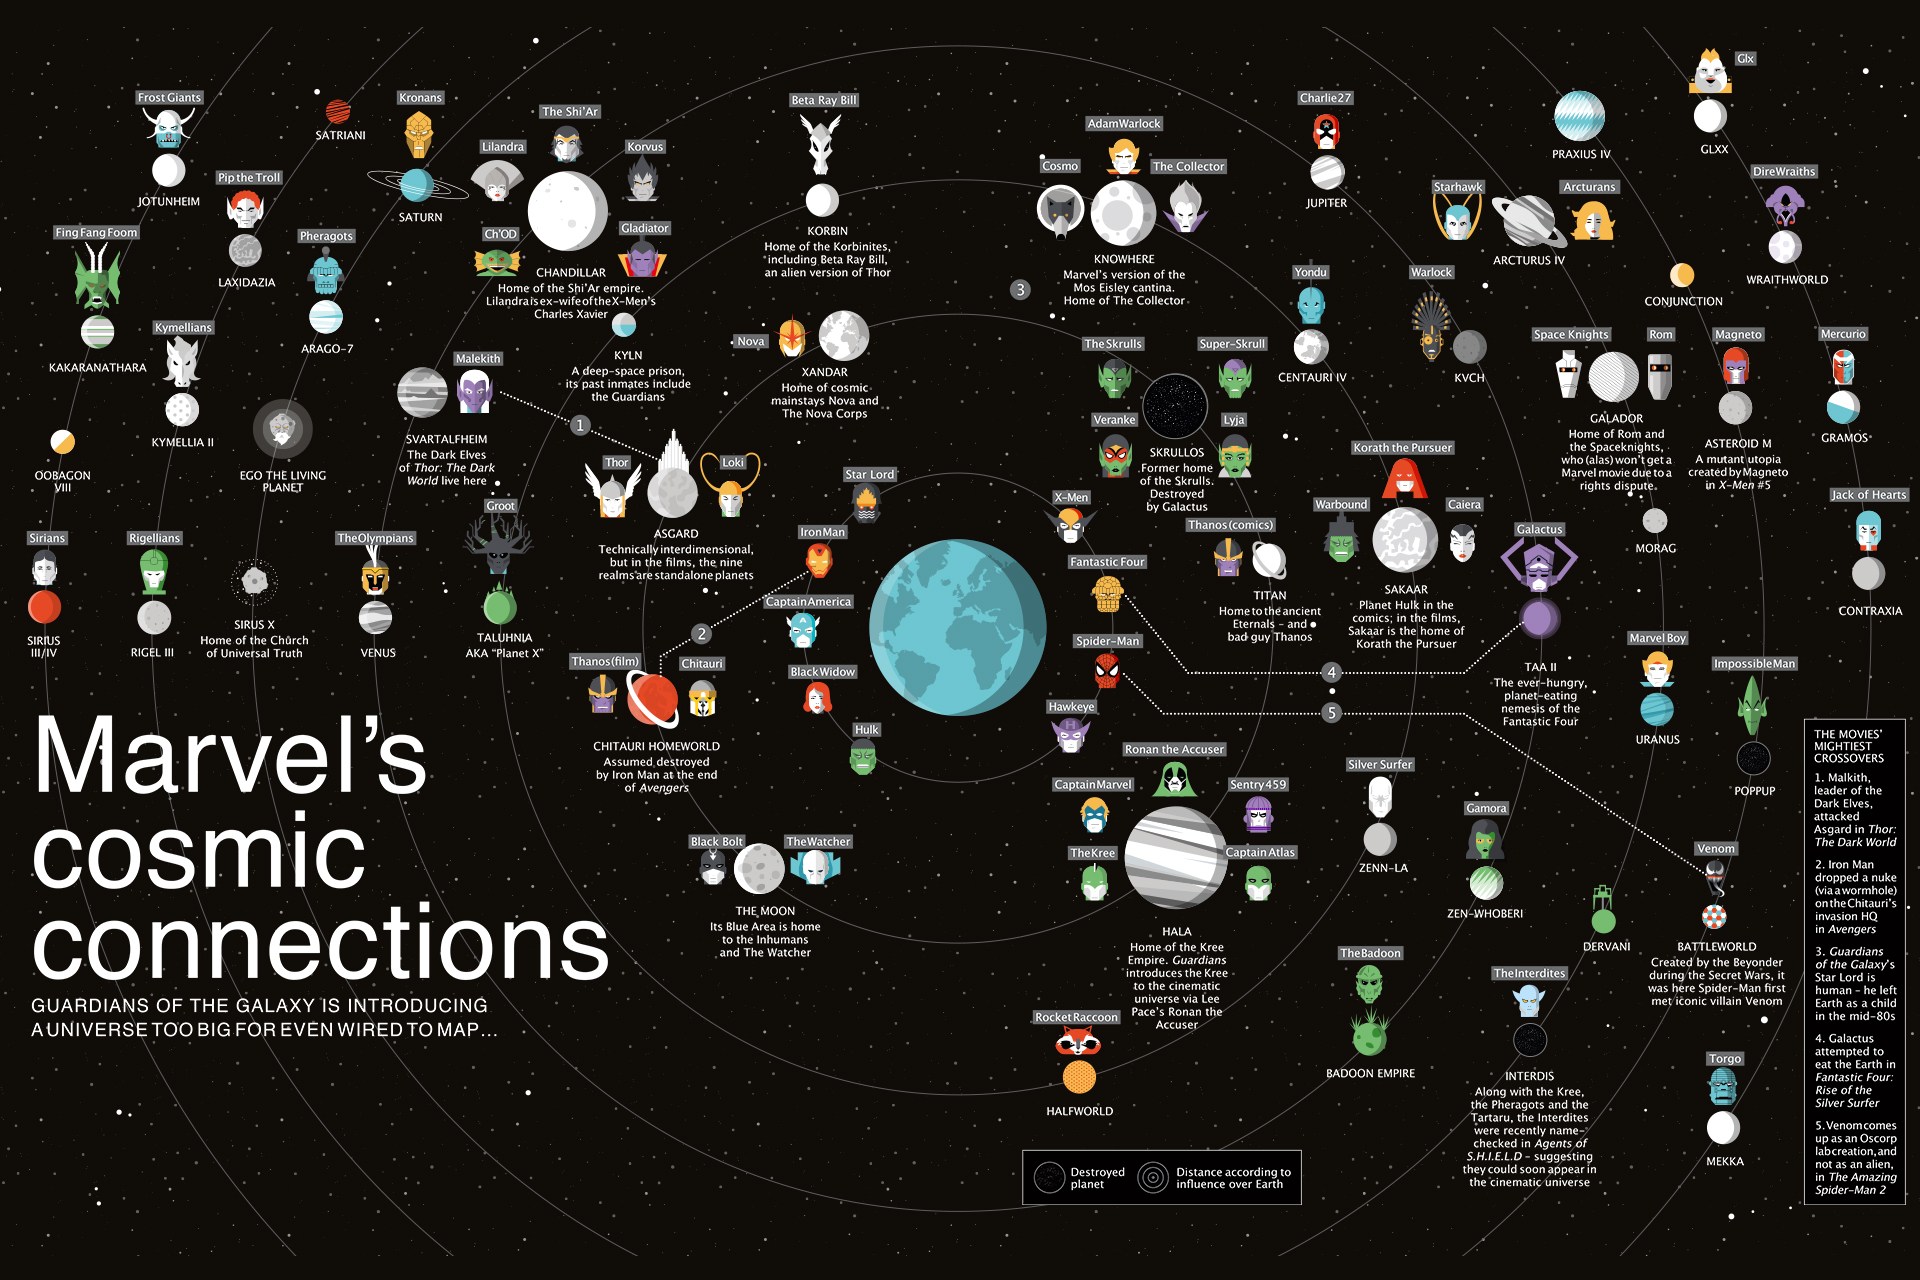 Frost Giants
JOTUNHEIM
SATRIANI
Kronans
SATURN
The Shi'Ar
Lilandra
Korvus
Ch'OD
Gladiator
CHANDILLAR
Home of the Shi'Ar empire.
Lilandra is ex-wife of the X-Men's
Charles Xavier
Beta Ray Bill
KORBIN
Home of the Korbinites,
including Beta Ray Bill,
an alien version of Thor
AdamWarlock
Cosmo
The Collector
KNOWHERE
Marvel's version of the
Mos Eisley cantina.
Home of The Collector
3
Charlie27
JUPITER
PRAXIUS IV
Glx
GLXX
Starhawk
Arcturans
ARCTURUS IV
DireWraiths
WRAITHWORLD
Pip the Troll
LAXIDAZIA
Fing Fang Foom
KAKARANATHARA
Pheragots
ARAGO-7
Kymellians
KYMELLIA II
KYLN
A deep-space prison,
its past inmates include
the Guardians
Nova
XANDAR
Home of cosmic
mainstays Nova and
The Nova Corps
Yondu
CENTAURI IV
Warlock
KVCH
CONJUNCTION
Space Knights
Rom
GALADOR
Home of Rom and
the Spaceknights,
who (alas) won't get a
Marvel movie due to a
rights dispute.
Magneto
ASTEROID M
A mutant utopia
created by Magneto
in X-Men #5
Mercurio
GRAMOS
Malekith
SVARTALFHEIM
The Dark Elves
of Thor: The Dark
World live here
1
The Skrulls
Super-Skrull
Veranke
Lyja
SKRULLOS
Former home
of the Skrulls.
Destroyed
by Galactus
OOBAGON
VIII
EGO THE LIVING
PLANET
Thor
Loki
ASGARD
Technically interdimensional,
but in the films, the nine
realms are standalone planets
Star Lord
IronMan
CaptainAmerica
BlackWidow
Hulk
X-Men
Fantastic Four
Spider-Man
Hawkeye
Thanos (comics)
TITAN
Home to the ancient
Eternals – and
bad guy Thanos
Korath the Pursuer
Warbound
Caiera
SAKAAR
Planet Hulk in the
comics; in the films,
Sakaar is the home of
Korath the Pursuer
Galactus
TAA II
The ever-hungry,
planet-eating
nemesis of the
Fantastic Four
MORAG
Jack of Hearts
CONTRAXIA
Sirians
SIRIUS
III/IV
Rigellians
RIGEL III
SIRUS X
Home of the Church
of Universal Truth
TheOlympians
VENUS
Groot
TALUHNIA
AKA "Planet X"
2
Thanos (film)
Chitauri
CHITAURI HOMEWORLD
Assumed destroyed
by Iron Man at the end
of Avengers
4
5
Marvel Boy
URANUS
ImpossibleMan
POPPUP
Marvel's
cosmic
connections
GUARDIANS OF THE GALAXY IS INTRODUCING
A UNIVERSE TOO BIG FOR EVEN WIRED TO MAP...
Black Bolt
TheWatcher
THE MOON
Its Blue Area is home
to the Inhumans
and The Watcher
Ronan the Accuser
CaptainMarvel
Sentry459
TheKree
Captain Atlas
HALA
Home of the Kree
Empire. Guardians
introduces the Kree
to the cinematic
universe via Lee
Pace's Ronan the
Accuser
Silver Surfer
ZENN-LA
Gamora
ZEN-WHOBERI
DERVANI
Venom
BATTLEWORLD
Created by the Beyonder
during the Secret Wars, it
was here Spider-Man first
met iconic villain Venom
RocketRaccoon
HALFWORLD
TheBadoon
BADOON EMPIRE
TheInterdites
INTERDIS
Along with the Kree,
the Pheragots and the
Tartaru, the Interdites
were recently name-
checked in Agents of
S.H.I.E.L.D – suggesting
they could soon appear in
the cinematic universe
Torgo
MEKKA
Destroyed
planet
Distance according to
influence over Earth
THE MOVIES'
MIGHTIEST
CROSSOVERS
1. Malkith,
leader of the
Dark Elves,
attacked
Asgard in Thor:
The Dark World
2. Iron Man
dropped a nuke
(via a wormhole)
on the Chitauri's
invasion HQ
in Avengers
3. Guardians
of the Galaxy's
Star Lord is
human – he left
Earth as a child
in the mid-80s
4. Galactus
attempted to
eat the Earth in
Fantastic Four:
Rise of the
Silver Surfer
5. Venom comes
up as an Oscorp
lab creation, and
not as an alien,
in The Amazing
Spider-Man 2